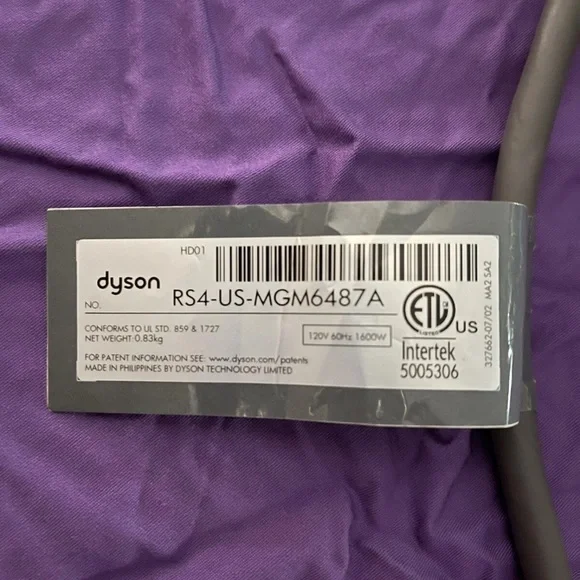 HD01
dyson
NO. RS4-US-MGM6487A
CONFORMS TO UL STD. 859 & 1727
NET WEIGHT:0.83kg
120V 60Hz 1600W
FOR PATENT INFORMATION SEE: www.dyson.com/patents
MADE IN PHILIPPINES BY DYSON TECHNOLOGY LIMITED
ETL
LISTED
US
Intertek
5005306
327662-07/02 MA2 SA2